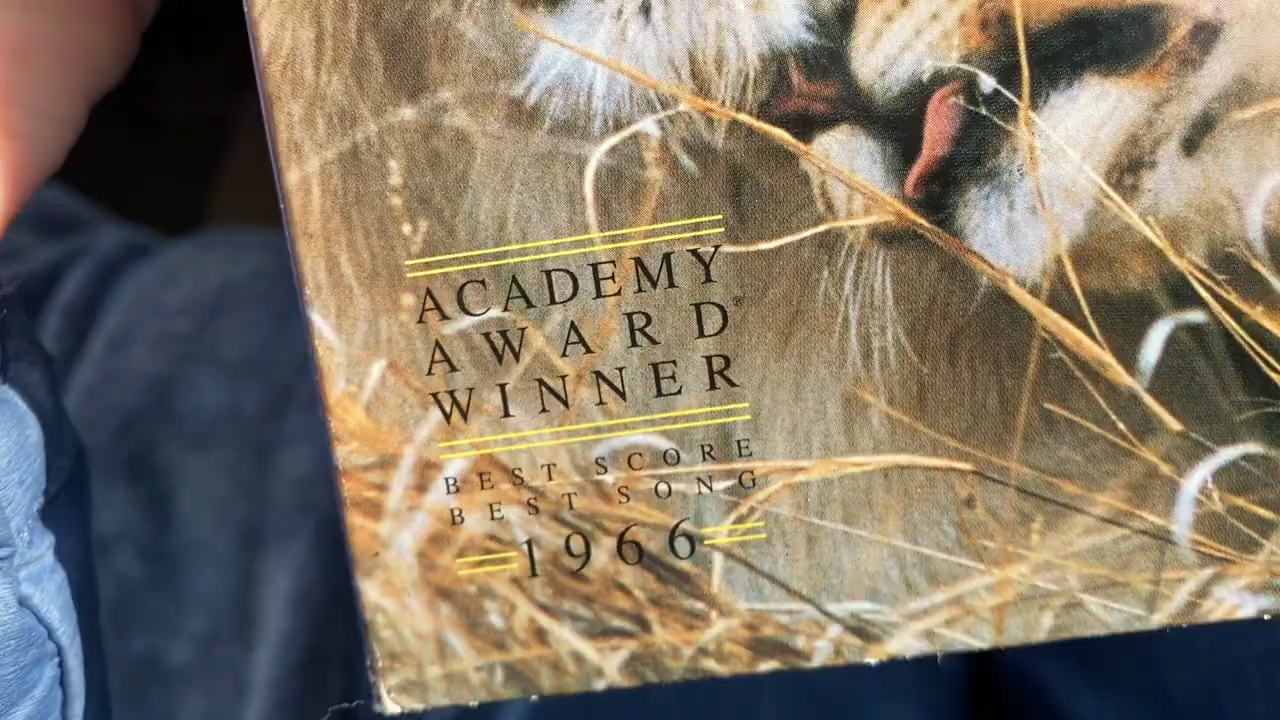 ACADEMY
AWARD®
WINNER
BEST SCORE
BEST SONG
1966